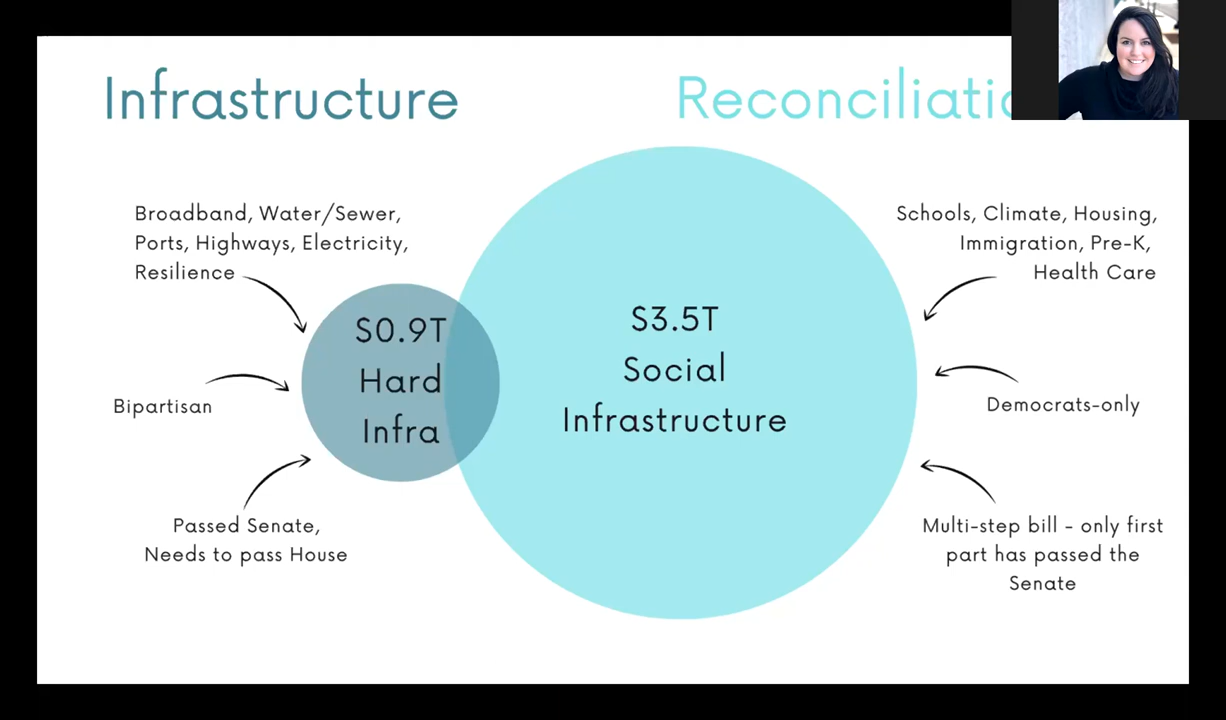 Infrastructure
Broadband, Water/Sewer,
Ports, Highways, Electricity,
Resilience
Bipartisan
Passed Senate,
Needs to pass House
$0.9T
Hard
Infra
$3.5T
Social
Infrastructure
Schools, Climate, Housing,
Immigration, Pre-K,
Health Care
Democrats-only
Multi-step bill - only first
part has passed the
Senate